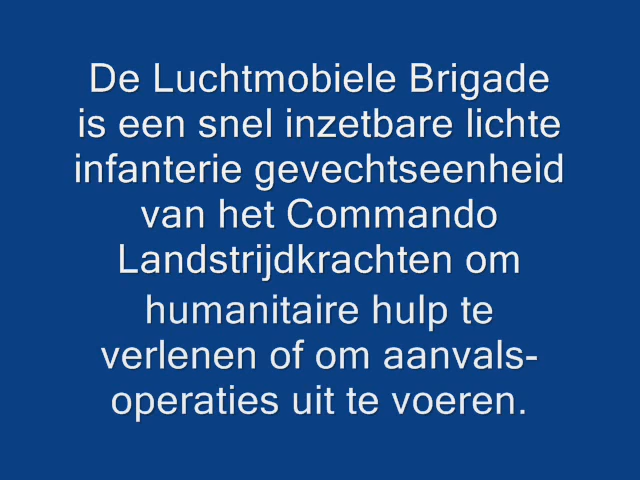 De Luchtmobiele Brigade
is een snel inzetbare lichte
infanterie gevechtseenheid
van het Commando
Landstrijdkrachten om
humanitaire hulp te
verlenen of om aanvals-
operaties uit te voeren.